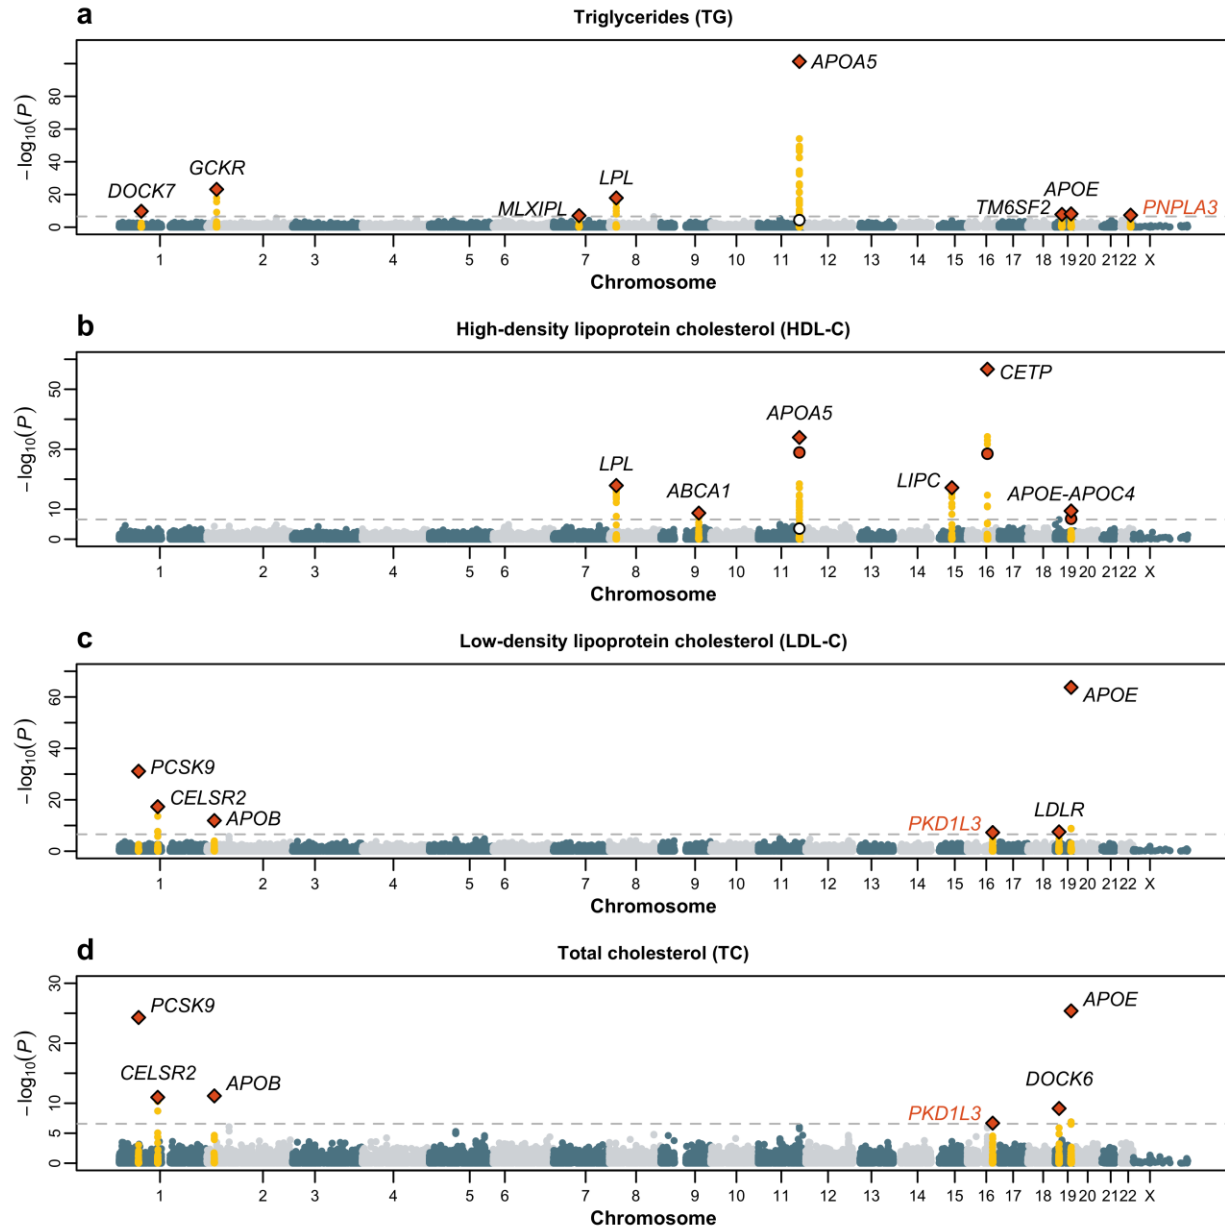 a
Triglycerides (TG)
−log10(P)
0 20 40 60 80
DOCK7
GCKR
MLXIPL
LPL
APOA5
TM6SF2
APOE
PNPLA3
1 2 3 4 5 6 7 8 9 10 11 12 13 14 15 16 17 18 19 20 21 22 X
Chromosome
b
High-density lipoprotein cholesterol (HDL-C)
−log10(P)
0 10 30 50
LPL
ABCA1
APOA5
LIPC
CETP
APOE-APOC4
1 2 3 4 5 6 7 8 9 10 11 12 13 14 15 16 17 18 19 20 21 22 X
Chromosome
c
Low-density lipoprotein cholesterol (LDL-C)
−log10(P)
0 20 40 60
PCSK9
CELSR2
APOB
PKD1L3
LDLR
APOE
1 2 3 4 5 6 7 8 9 10 11 12 13 14 15 16 17 18 19 20 21 22 X
Chromosome
d
Total cholesterol (TC)
−log10(P)
0 5 10 20 30
PCSK9
CELSR2
APOB
PKD1L3
DOCK6
APOE
1 2 3 4 5 6 7 8 9 10 11 12 13 14 15 16 17 18 19 20 21 22 X
Chromosome